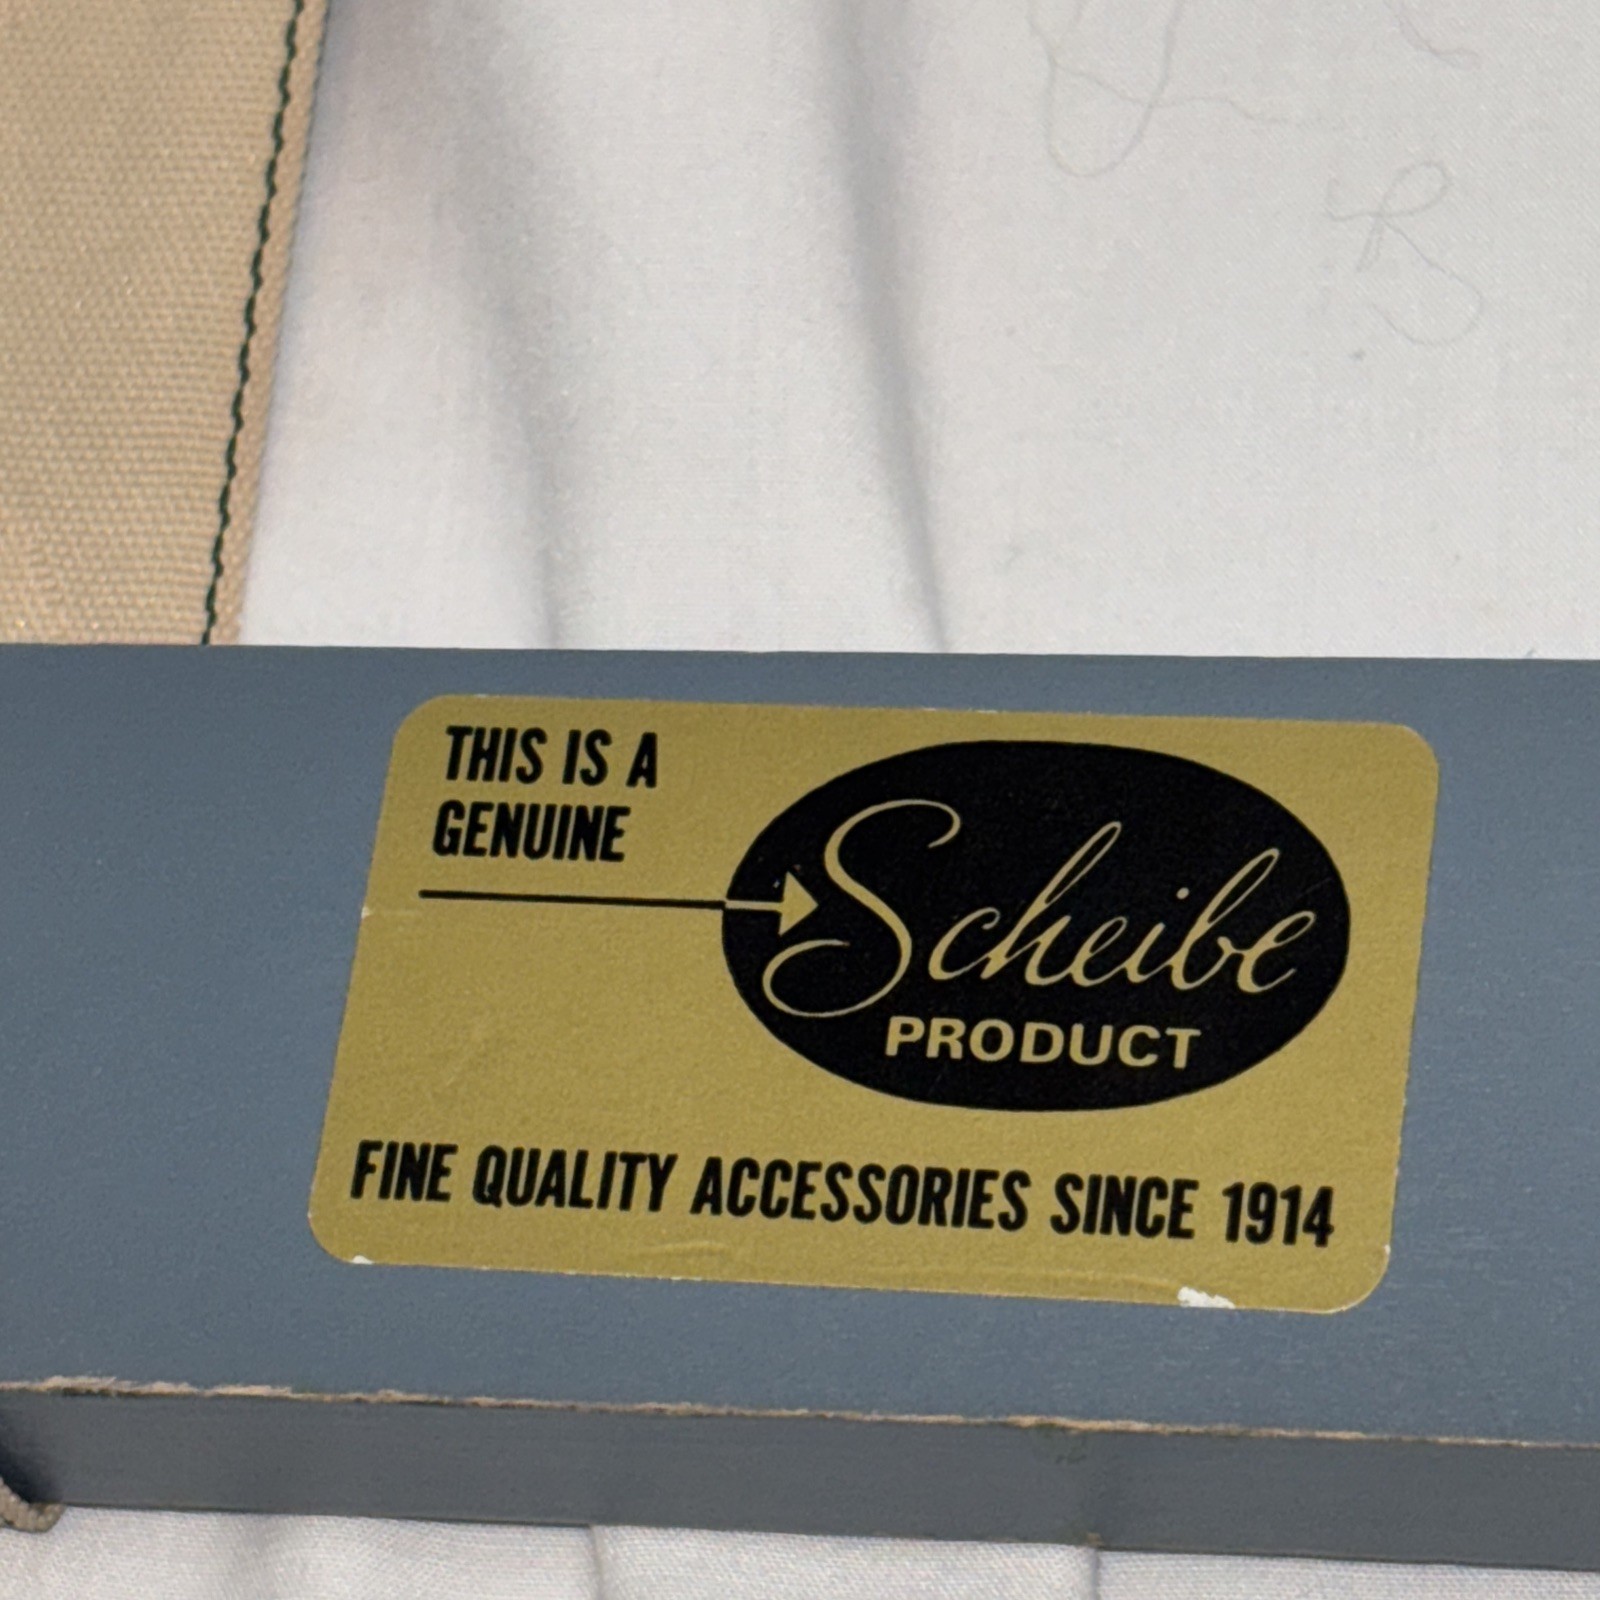 THIS IS A
GENUINE
Scheibe
PRODUCT
FINE QUALITY ACCESSORIES SINCE 1914